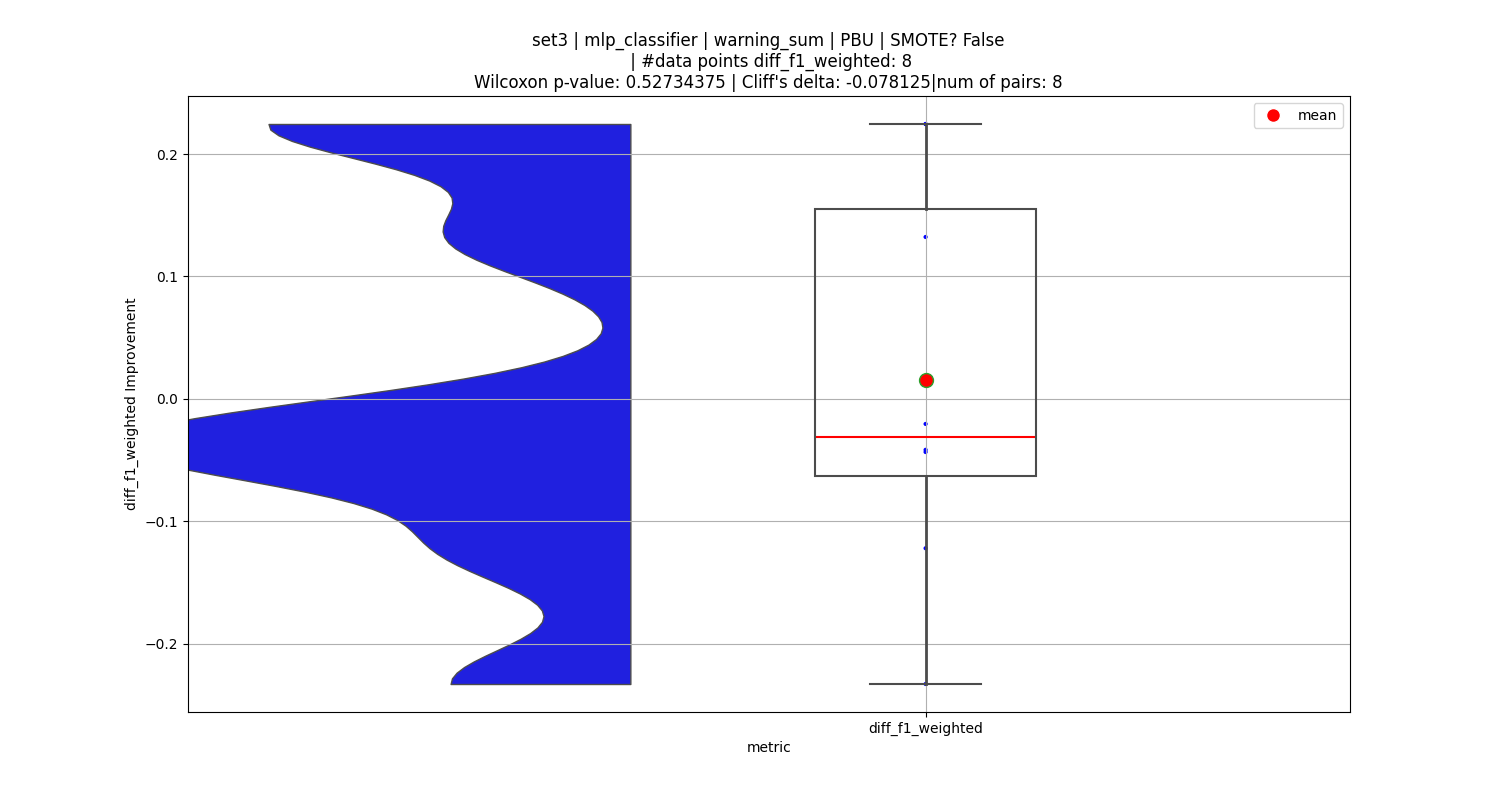 set3 | mlp_classifier | warning_sum | PBU | SMOTE? False
| #data points diff_f1_weighted: 8
Wilcoxon p-value: 0.52734375 | Cliff's delta: -0.078125|num of pairs: 8
mean
0.2
0.1
0.0
−0.1
−0.2
diff_f1_weighted Improvement
diff_f1_weighted
metric